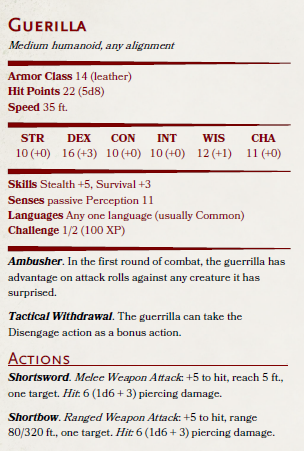 GUERILLA
Medium humanoid, any alignment
Armor Class 14 (leather)
Hit Points 22 (5d8)
Speed 35 ft.
STR DEX CON INT WIS CHA
10 (+0) 16 (+3) 10 (+0) 10 (+0) 12 (+1) 11 (+0)
Skills Stealth +5, Survival +3
Senses passive Perception 11
Languages Any one language (usually Common)
Challenge 1/2 (100 XP)
Ambusher. In the first round of combat, the guerrilla has
advantage on attack rolls against any creature it has
surprised.
Tactical Withdrawal. The guerrilla can take the
Disengage action as a bonus action.
ACTIONS
Shortsword. Melee Weapon Attack: +5 to hit, reach 5 ft.,
one target. Hit: 6 (1d6 + 3) piercing damage.
Shortbow. Ranged Weapon Attack: +5 to hit, range
80/320 ft., one target. Hit: 6 (1d6 + 3) piercing damage.